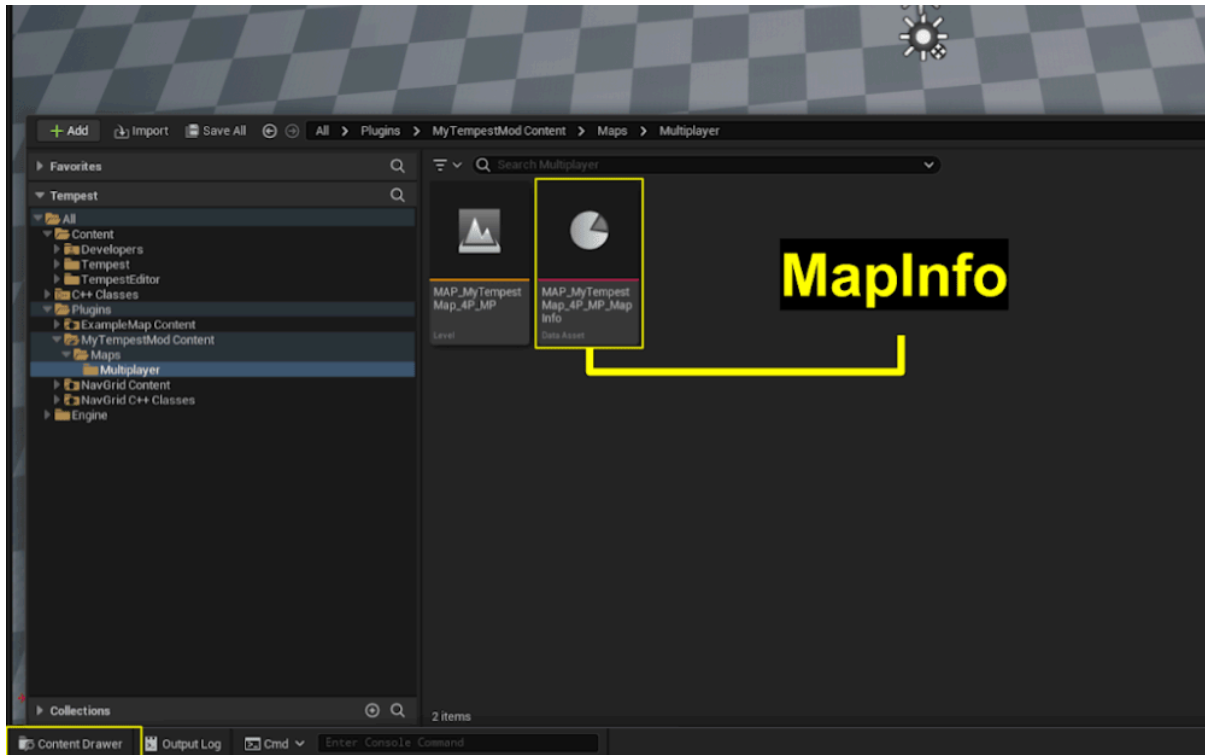 + Add Import Save All All > Plugins > MyTempestMod Content > Maps > Multiplayer
Favorites
Search Multiplayer
Tempest
All
Content
Developers
Tempest
TempestEditor
C++ Classes
Plugins
ExampleMap Content
MyTempestMod Content
Maps
Multiplayer
NavGrid Content
NavGrid C++ Classes
Engine
MAP_MyTempest
Map_4P_MP
Level
MAP_MyTempest
Map_4P_MP_Map
Info
Data Asset
MapInfo
Collections
2 items
Content Drawer Output Log Cmd Enter Console Command